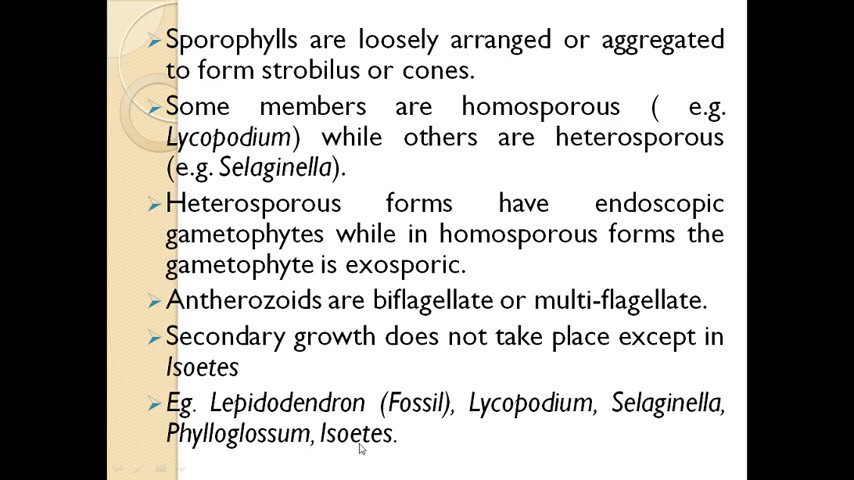 Sporophylls are loosely arranged or aggregated
to form strobilus or cones.
Some members are homosporous ( e.g.
Lycopodium) while others are heterosporous
(e.g. Selaginella).
Heterosporous forms have endoscopic
gametophytes while in homosporous forms the
gametophyte is exosporic.
Antherozoids are biflagellate or multi-flagellate.
Secondary growth does not take place except in
Isoetes
Eg. Lepidodendron (Fossil), Lycopodium, Selaginella,
Phylloglossum, Isoetes.